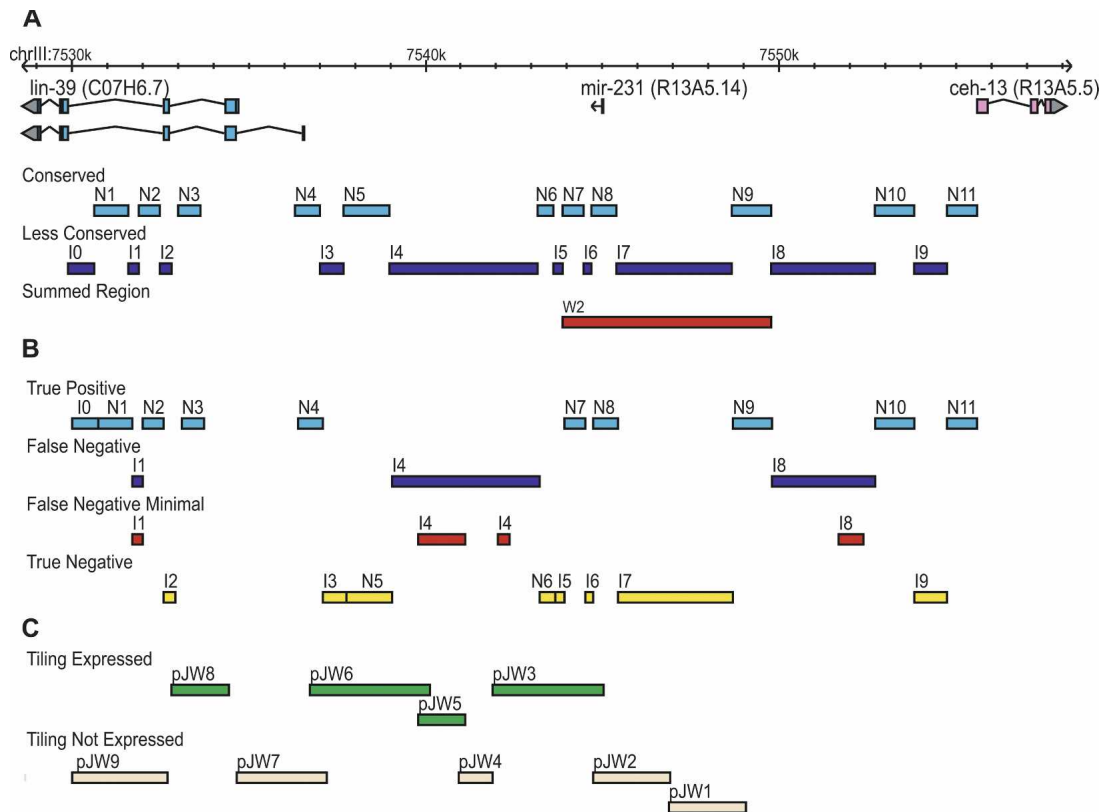 A
chrIII:7530k 7540k 7550k
lin-39 (C07H6.7) mir-231 (R13A5.14) ceh-13 (R13A5.5)
Conserved
N1 N2 N3 N4 N5 N6 N7 N8 N9 N10 N11
Less Conserved
I0 I1 I2 I3 I4 I5 I6 I7 I8 I9
Summed Region
W2
B
True Positive
I0 N1 N2 N3 N4 N7 N8 N9 N10 N11
False Negative
I1 I4 I8
False Negative Minimal
I1 I4 I4 I8
True Negative
I2 I3 N5 N6 I5 I6 I7 I9
C
Tiling Expressed
pJW8 pJW6 pJW3
pJW5
Tiling Not Expressed
pJW9 pJW7 pJW4 pJW2
pJW1